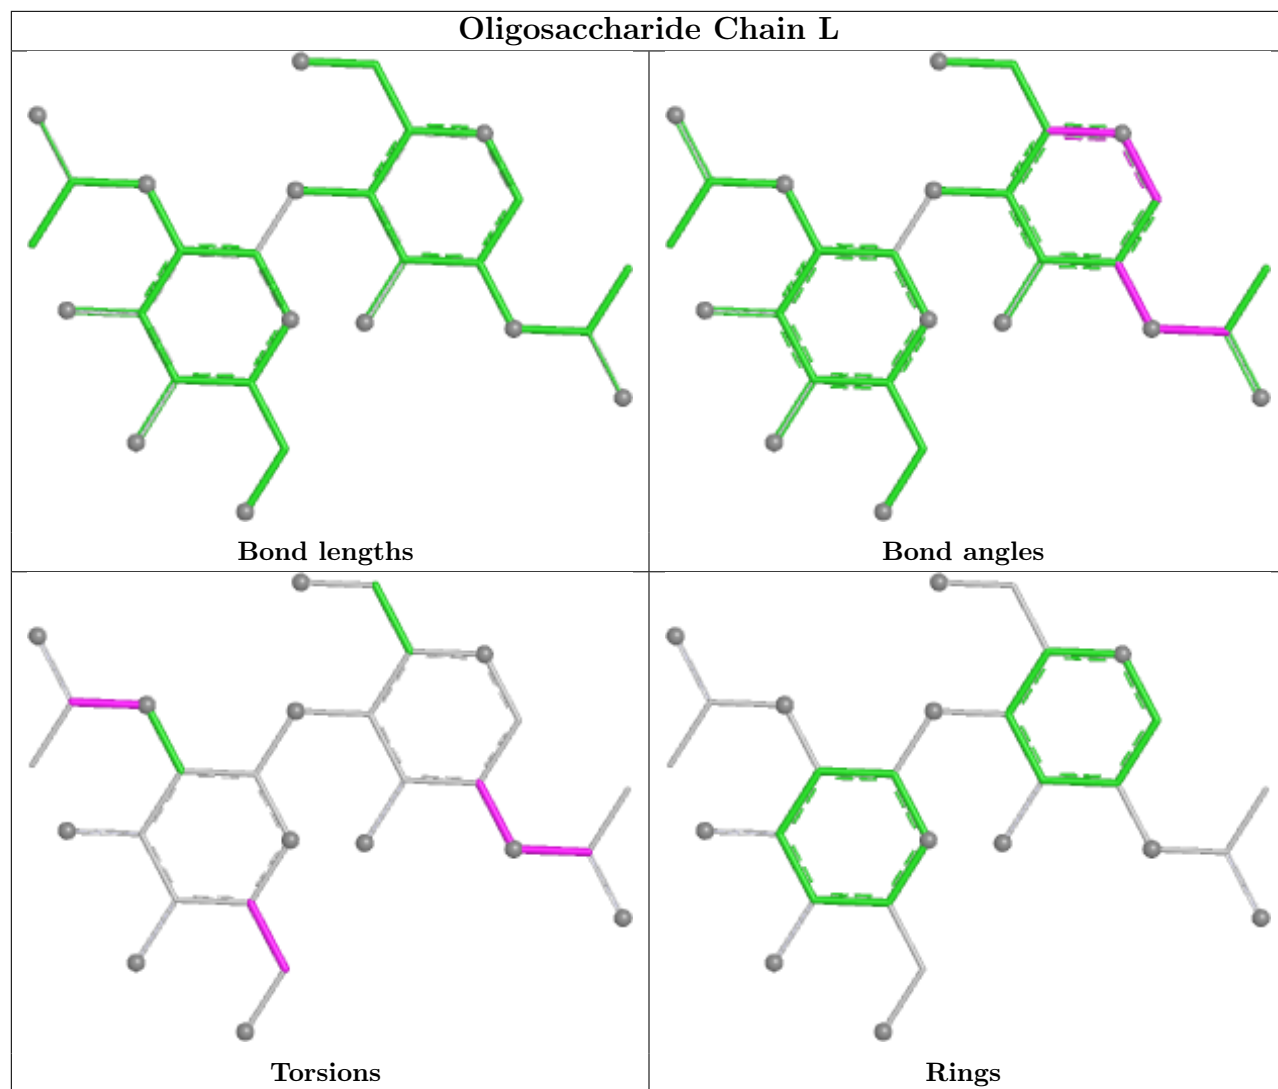 Oligosaccharide Chain L
Bond lengths
Bond angles
Torsions
Rings